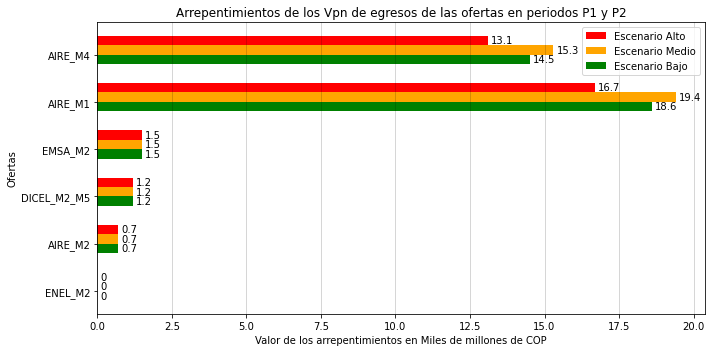 Arrepentimientos de los Vpn de egresos de las ofertas en periodos P1 y P2
Escenario Alto
Escenario Medio
Escenario Bajo
Ofertas
AIRE_M4
13.1
15.3
14.5
AIRE_M1
16.7
19.4
18.6
EMSA_M2
1.5
1.5
1.5
DICEL_M2_M5
1.2
1.2
1.2
AIRE_M2
0.7
0.7
0.7
ENEL_M2
0
0
0
0.0 2.5 5.0 7.5 10.0 12.5 15.0 17.5 20.0
Valor de los arrepentimientos en Miles de millones de COP